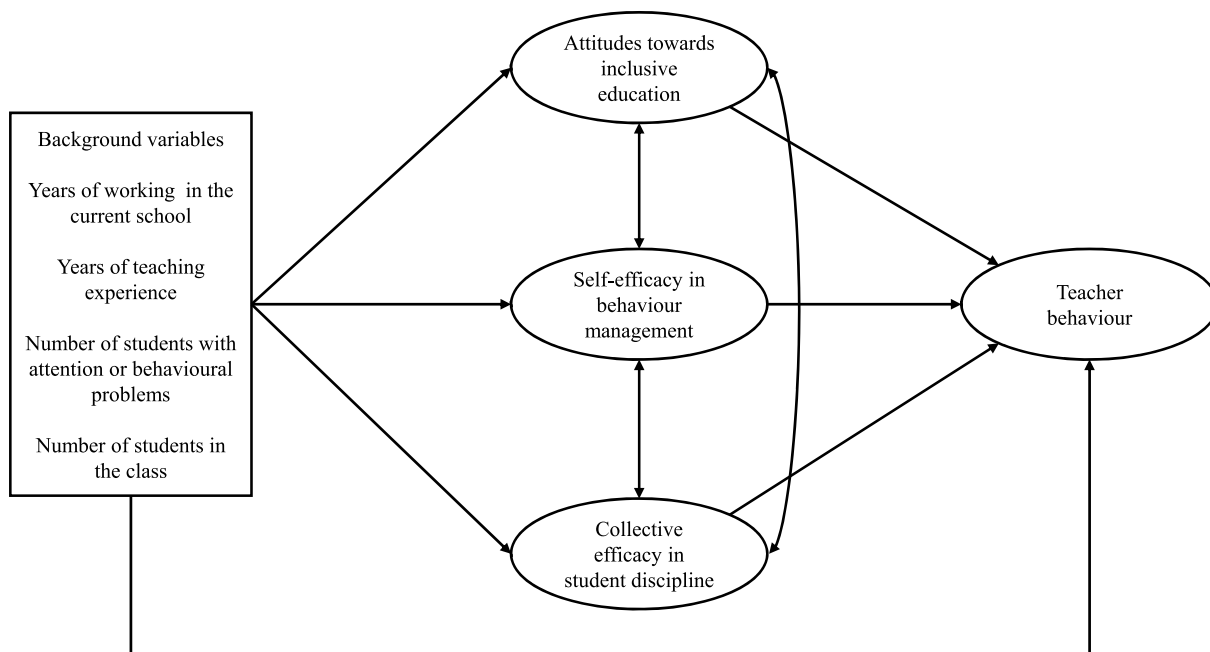 Attitudes towards
inclusive
education
Background variables
Years of working in the
current school
Years of teaching
experience
Number of students with
attention or behavioural
problems
Number of students in
the class
Self-efficacy in
behaviour
management
Teacher
behaviour
Collective
efficacy in
student discipline